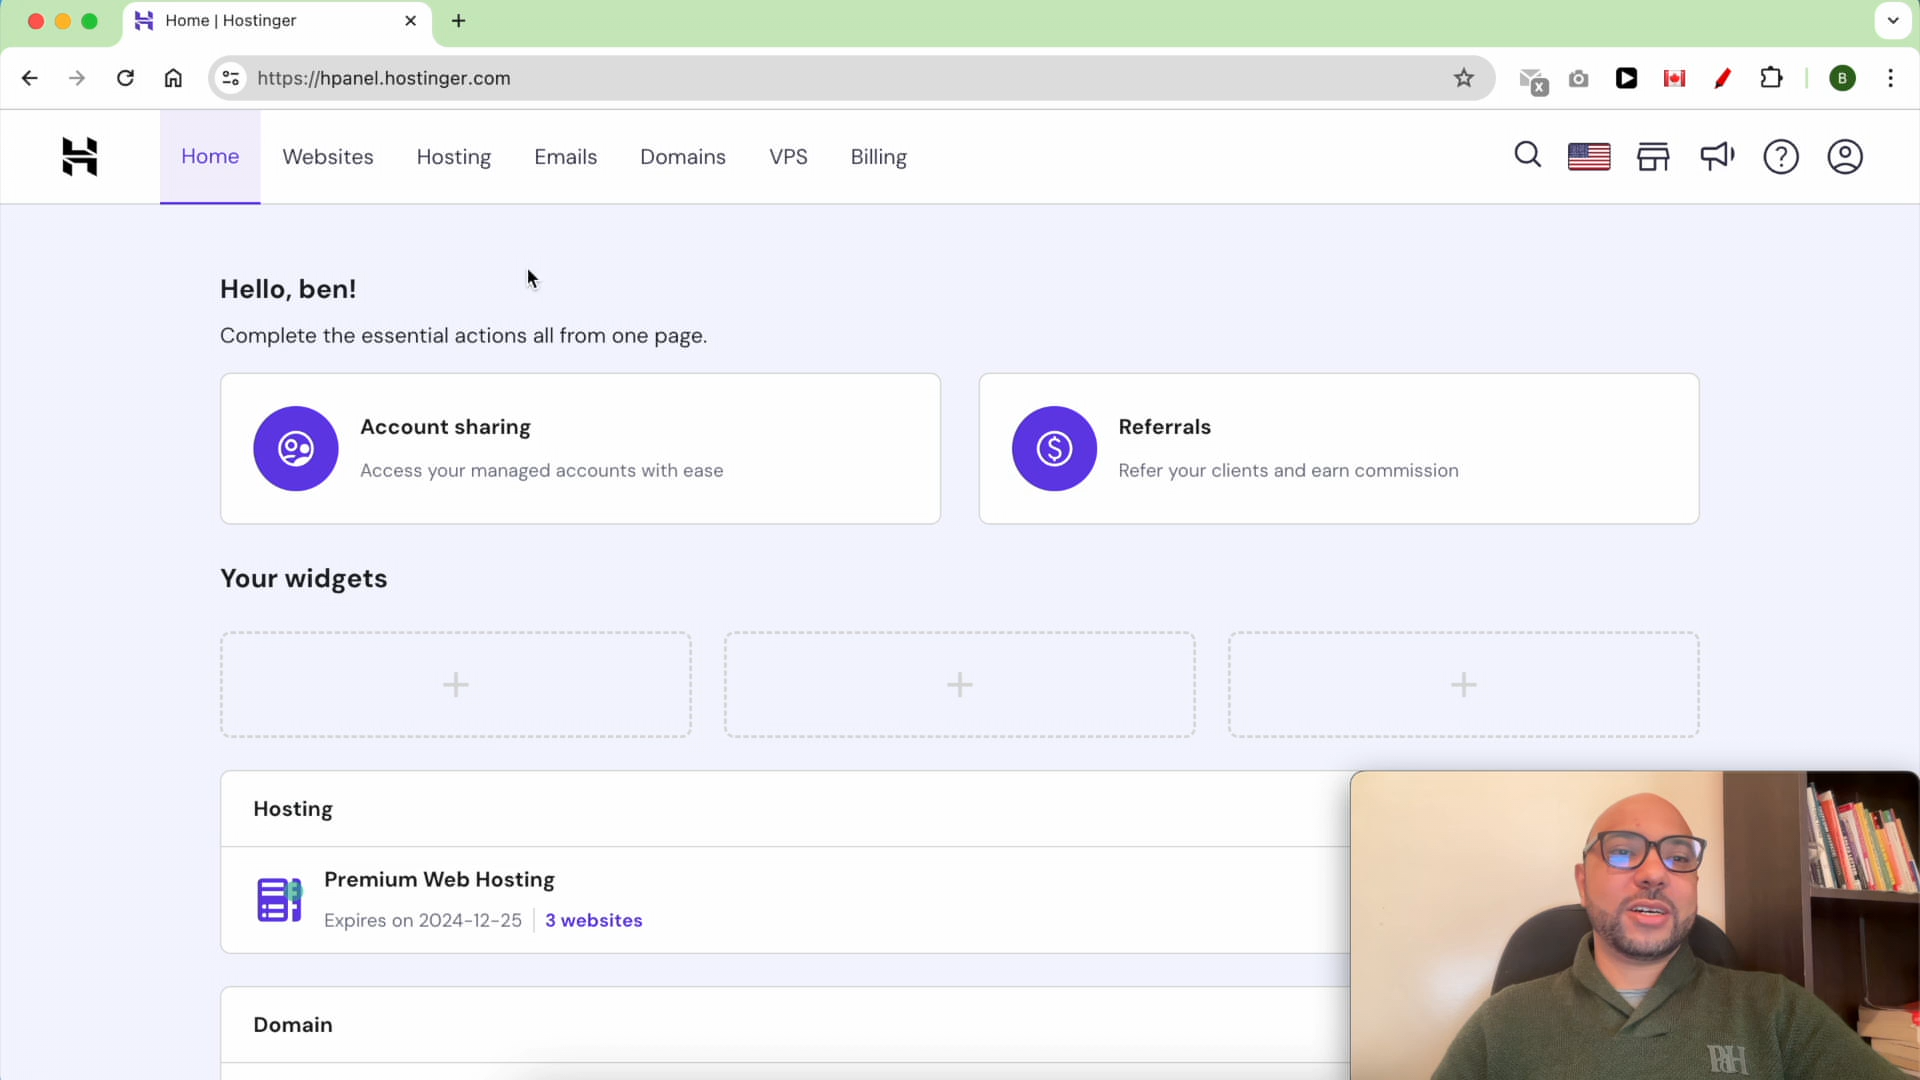 Home | Hostinger
https://hpanel.hostinger.com
X
B
Home Websites Hosting Emails Domains VPS Billing
Hello, ben!
Complete the essential actions all from one page.
Account sharing
Access your managed accounts with ease
Referrals
Refer your clients and earn commission
Your widgets
Hosting
Premium Web Hosting
Expires on 2024-12-25 3 websites
Domain